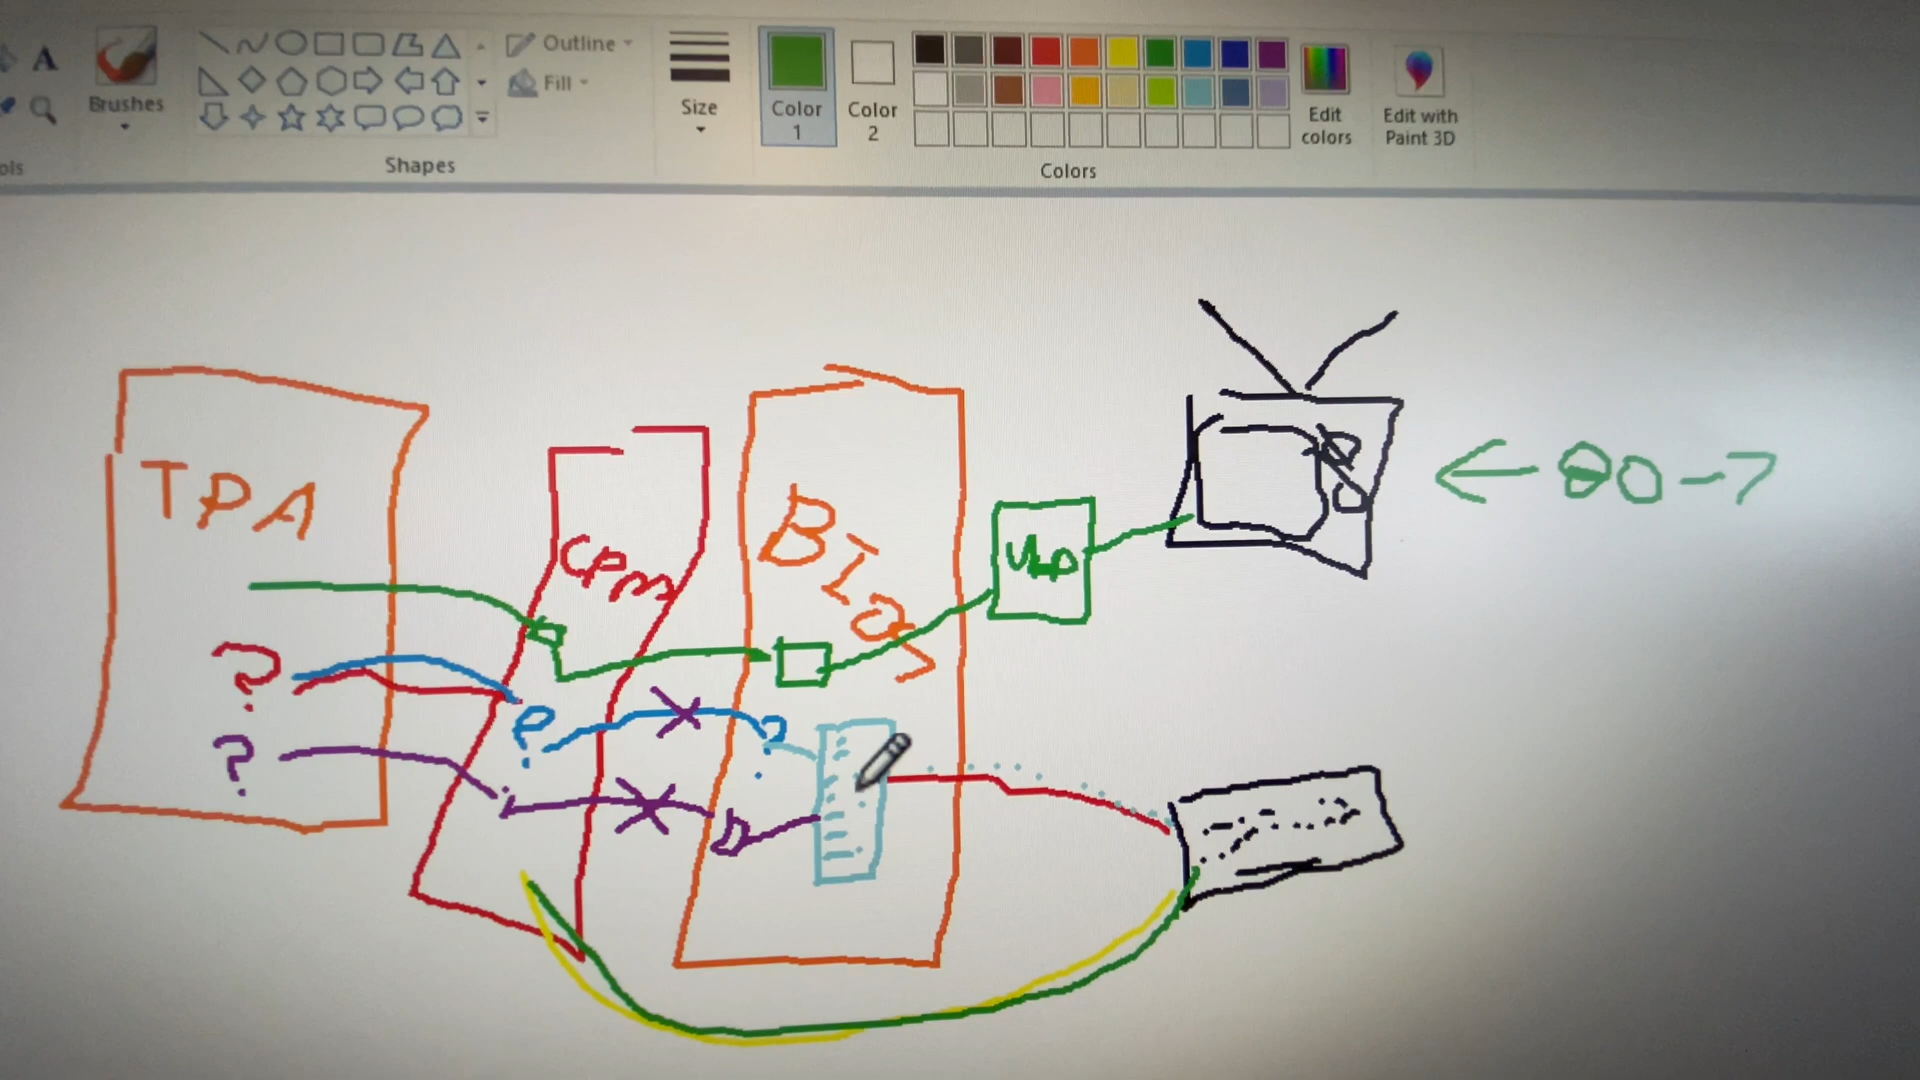 A
Brushes
Outline
Fill
Shapes
Size
Color
1
Color
2
Edit
colors
Edit with
Paint 3D
Colors
ols
TPA
CPM
BIOS
← 80-7
?
?
?
?